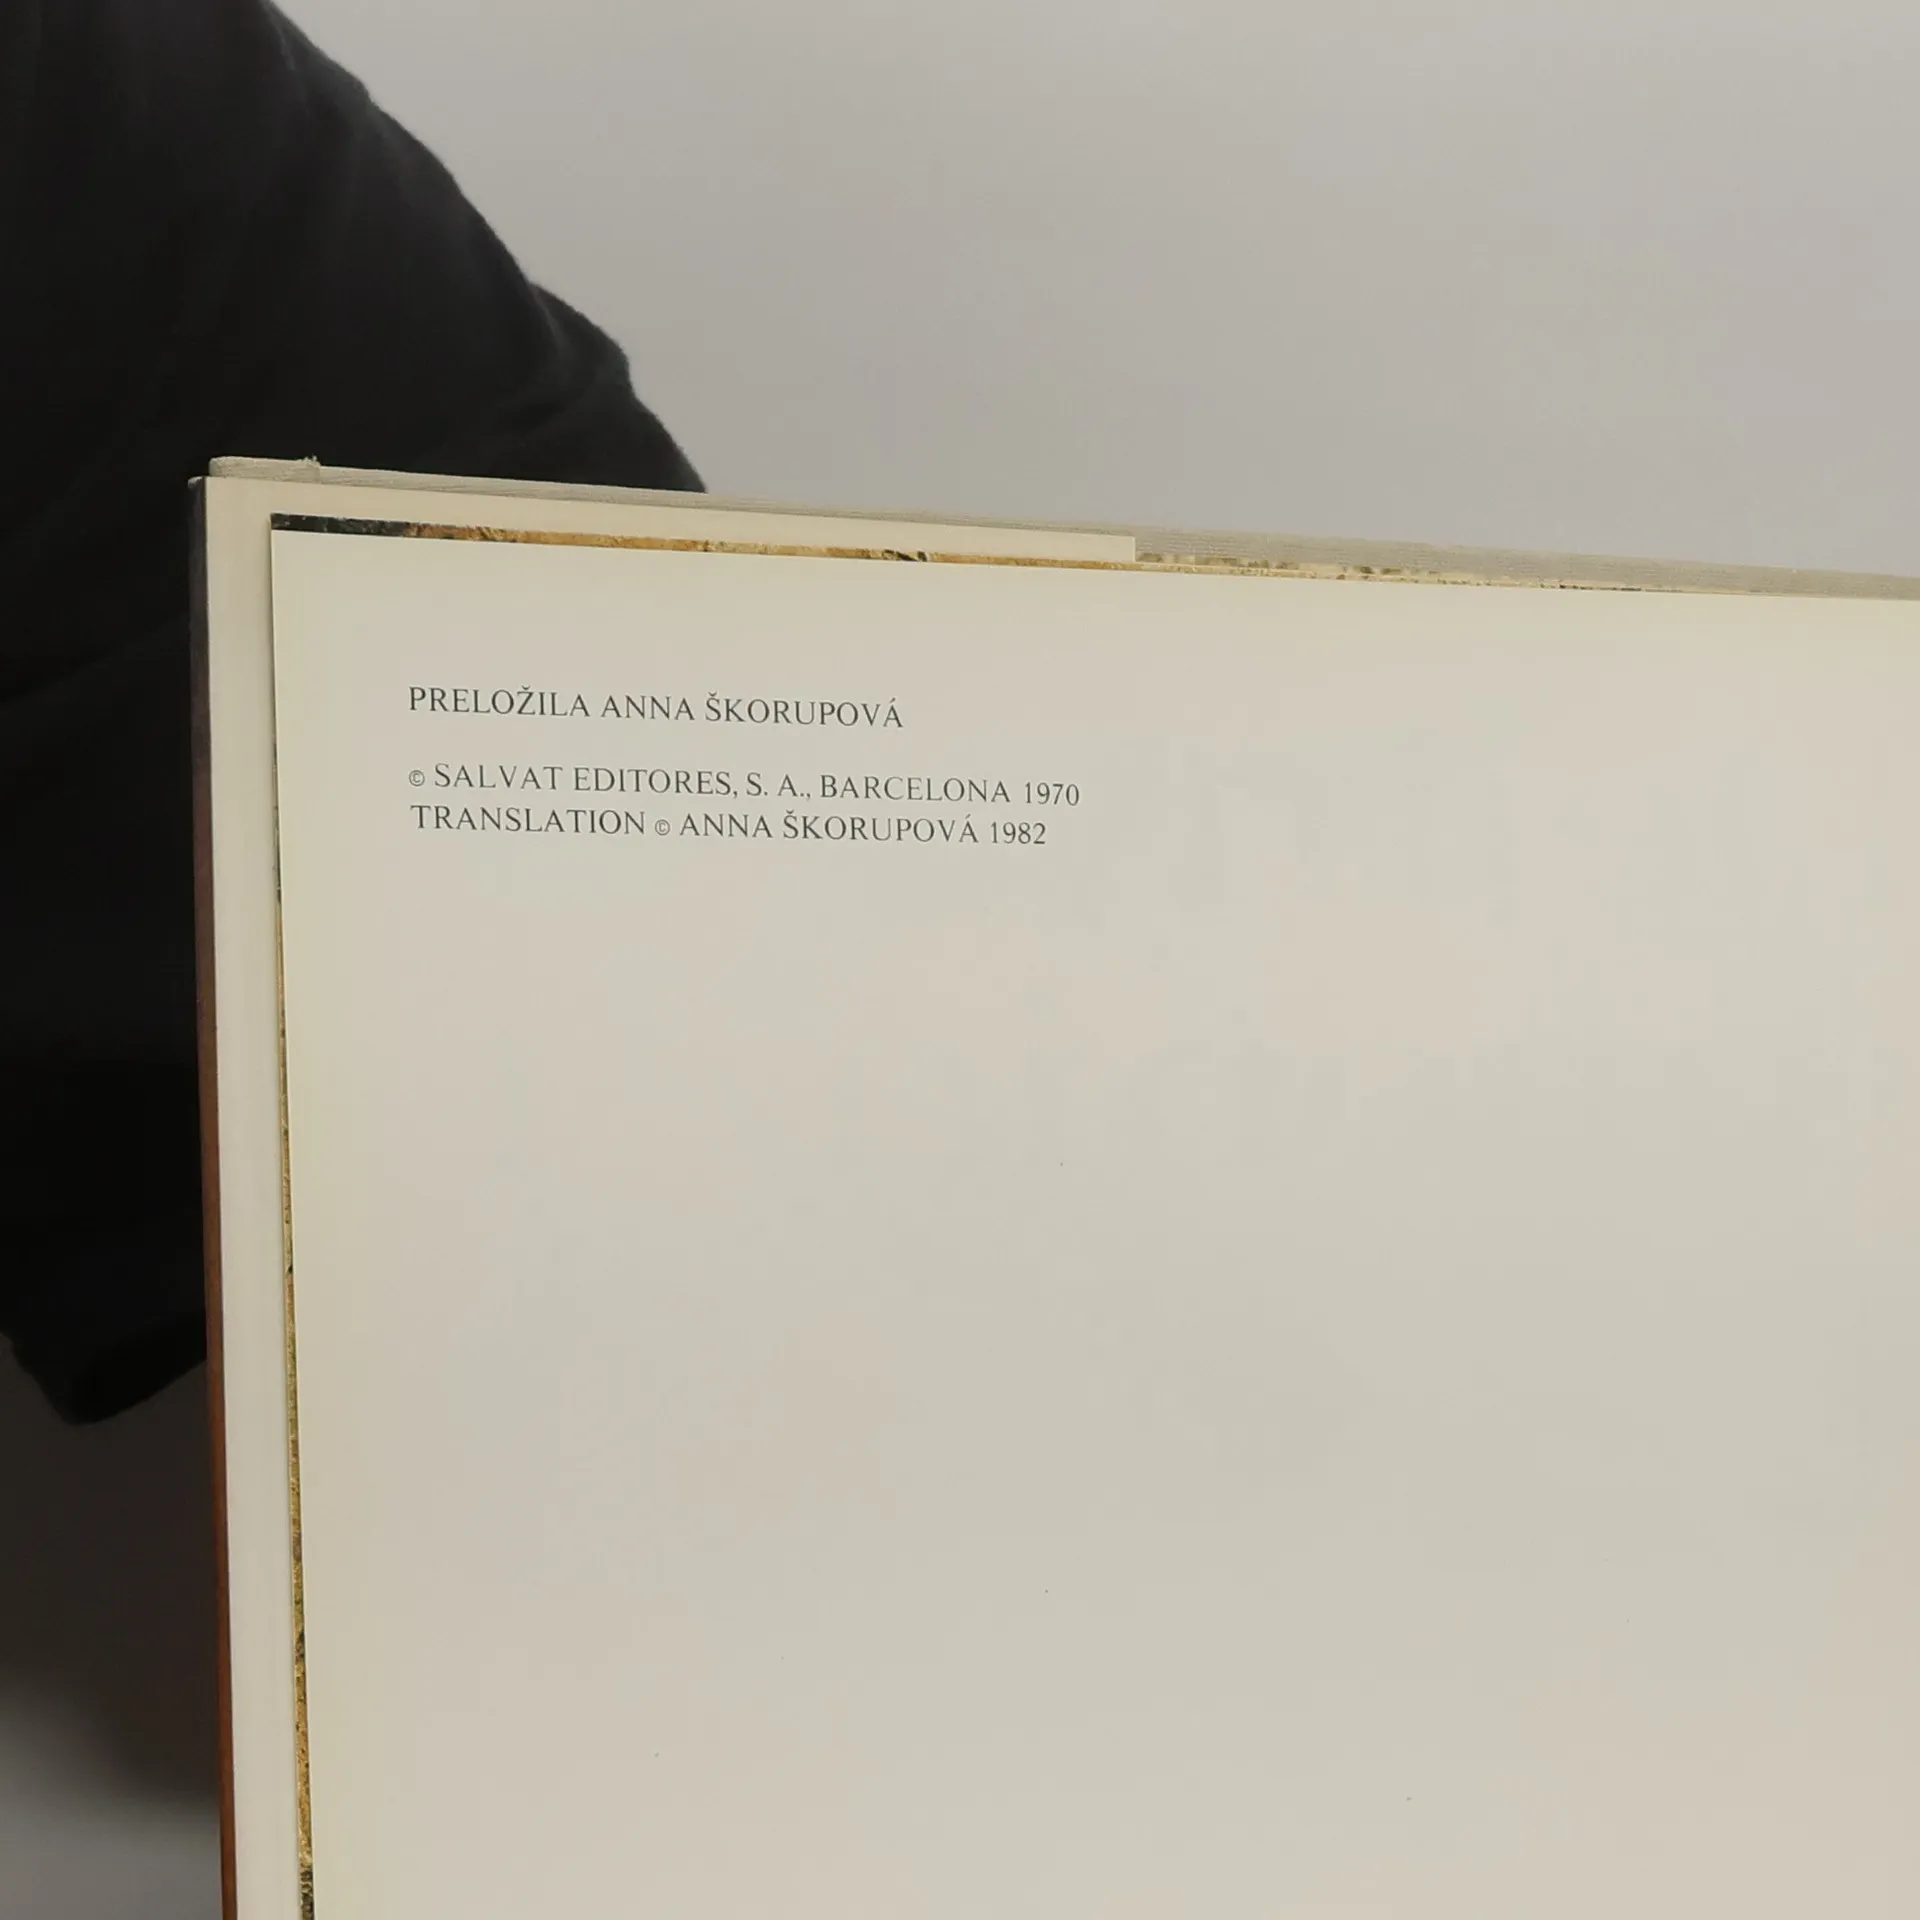 PRELOŽILA ANNA ŠKORUPOVÁ
© SALVAT EDITORES, S. A., BARCELONA 1970
TRANSLATION © ANNA ŠKORUPOVÁ 1982